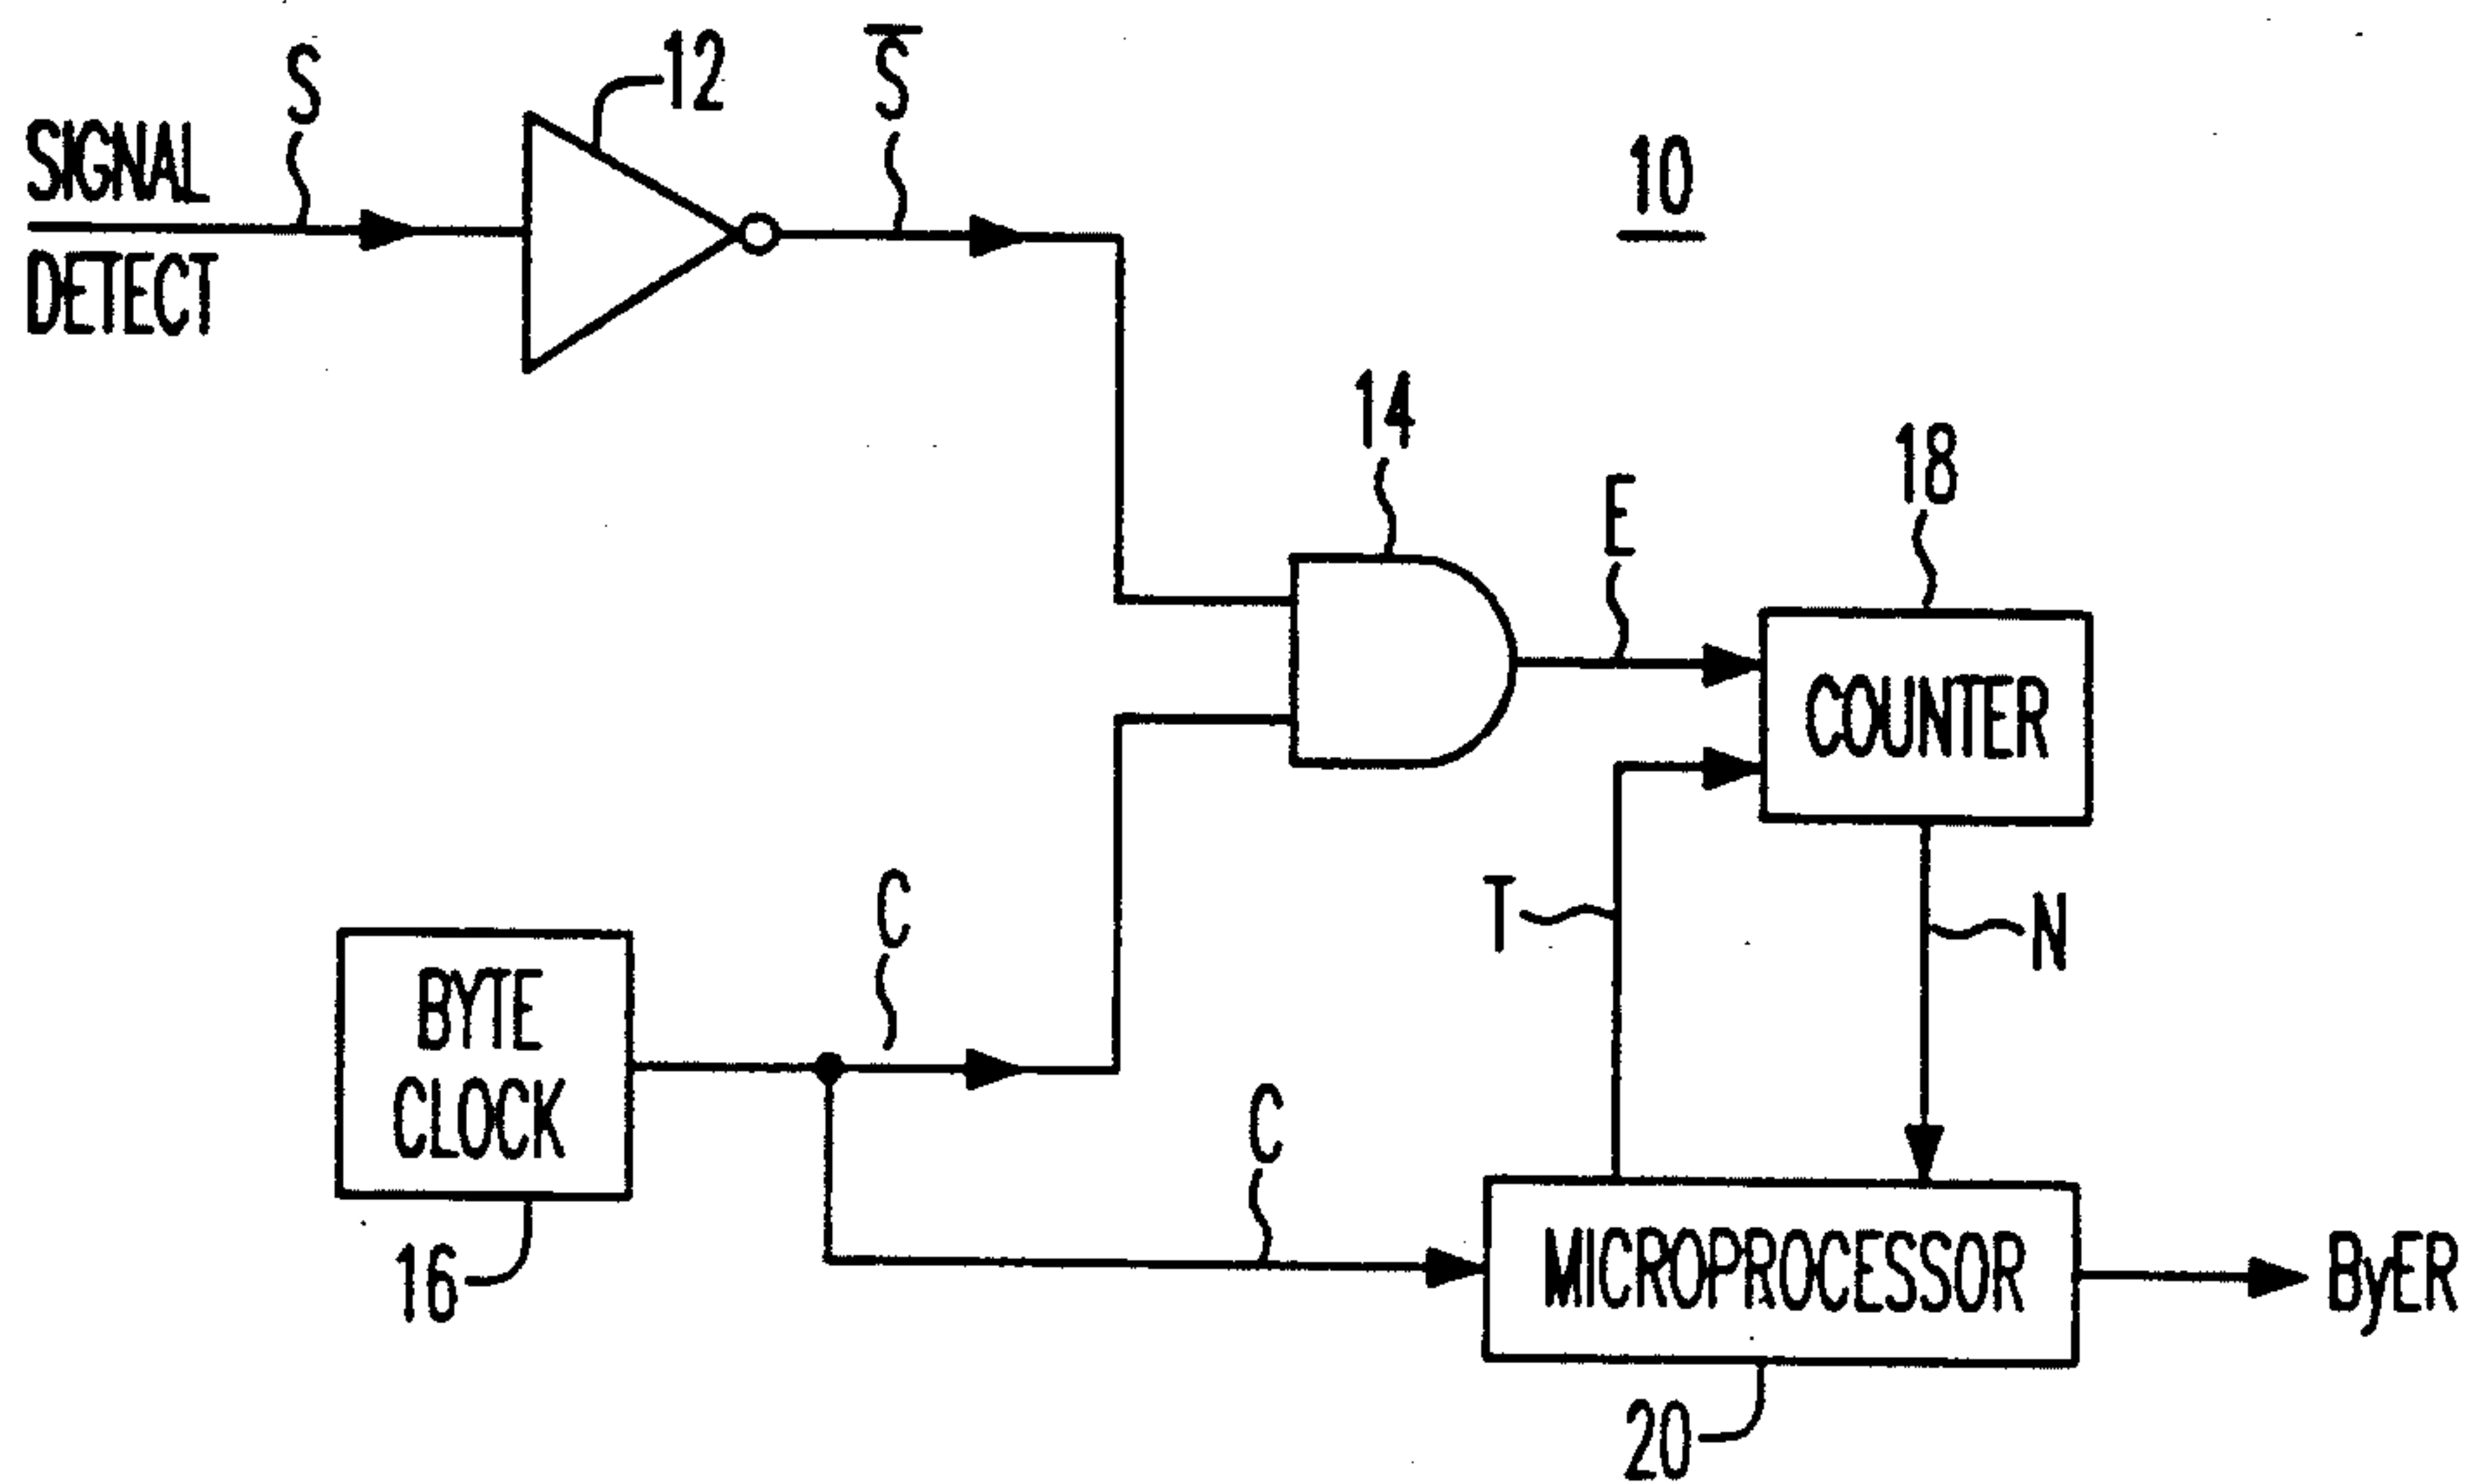 S
12
S̅
SIGNAL
DETECT
10
14
E
18
COUNTER
C
T
N
BYTE
CLOCK
C
16
MICROPROCESSOR
ByER
20